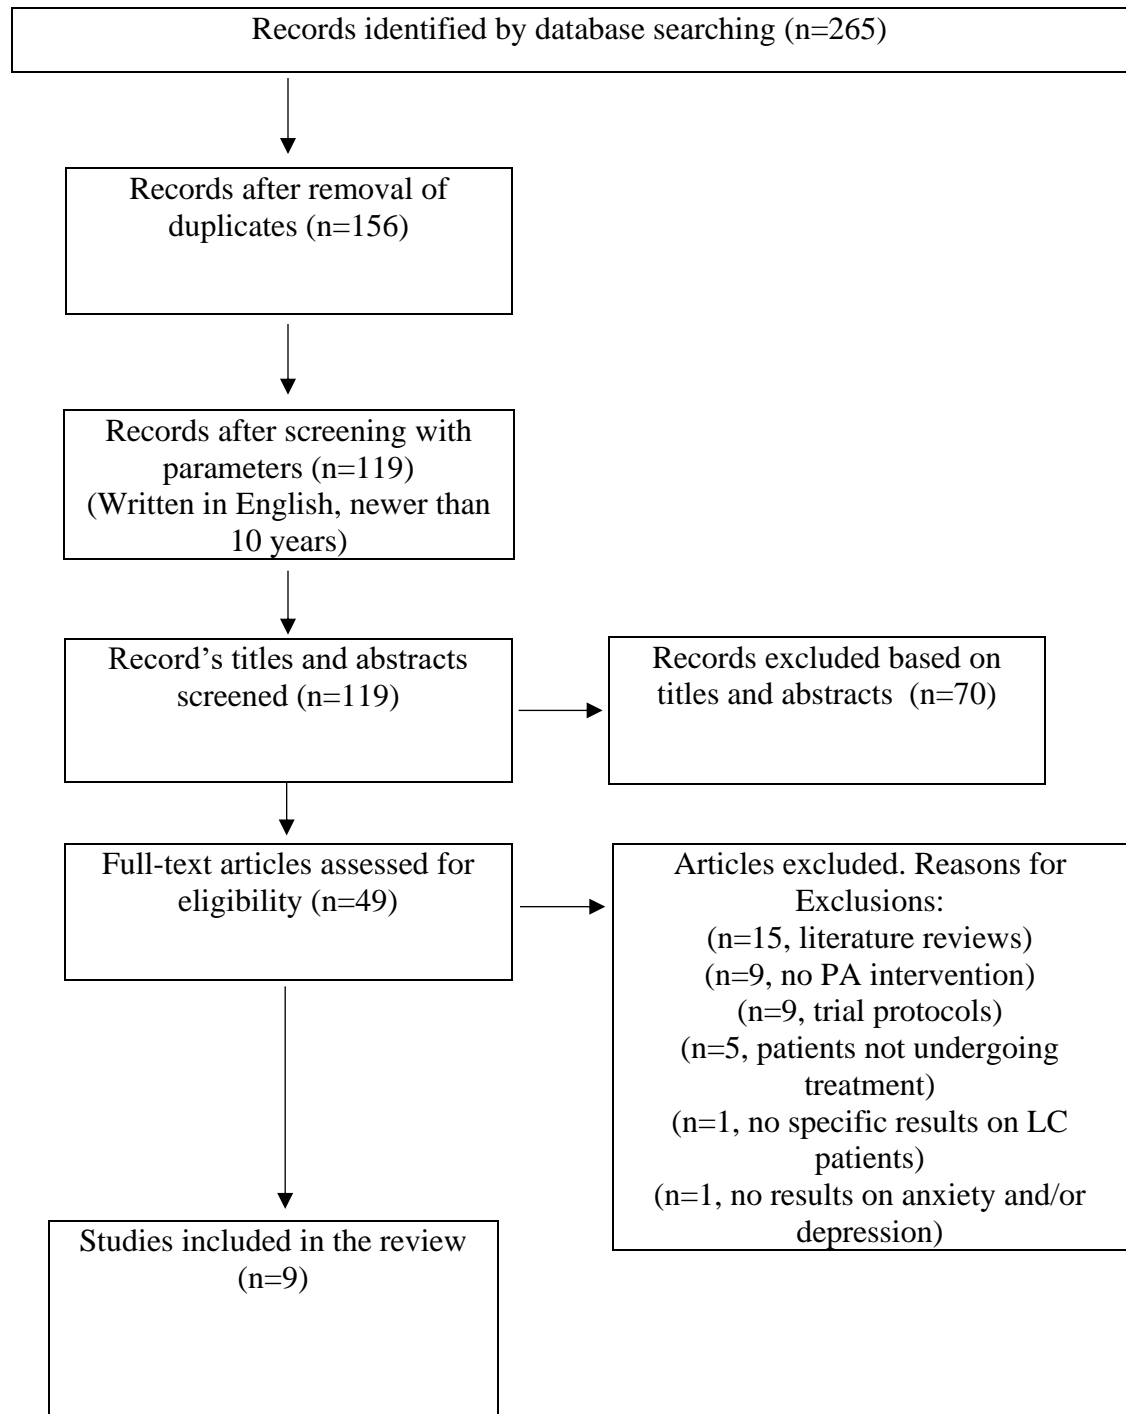 Records identified by database searching (n=265)
Records after removal of
duplicates (n=156)
Records after screening with
parameters (n=119)
(Written in English, newer than
10 years)
Record’s titles and abstracts
screened (n=119)
Records excluded based on
titles and abstracts  (n=70)
Full-text articles assessed for
eligibility (n=49)
Articles excluded. Reasons for
Exclusions:
(n=15, literature reviews)
(n=9, no PA intervention)
(n=9, trial protocols)
(n=5, patients not undergoing
treatment)
(n=1, no specific results on LC
patients)
(n=1, no results on anxiety and/or
depression)
Studies included in the review
(n=9)